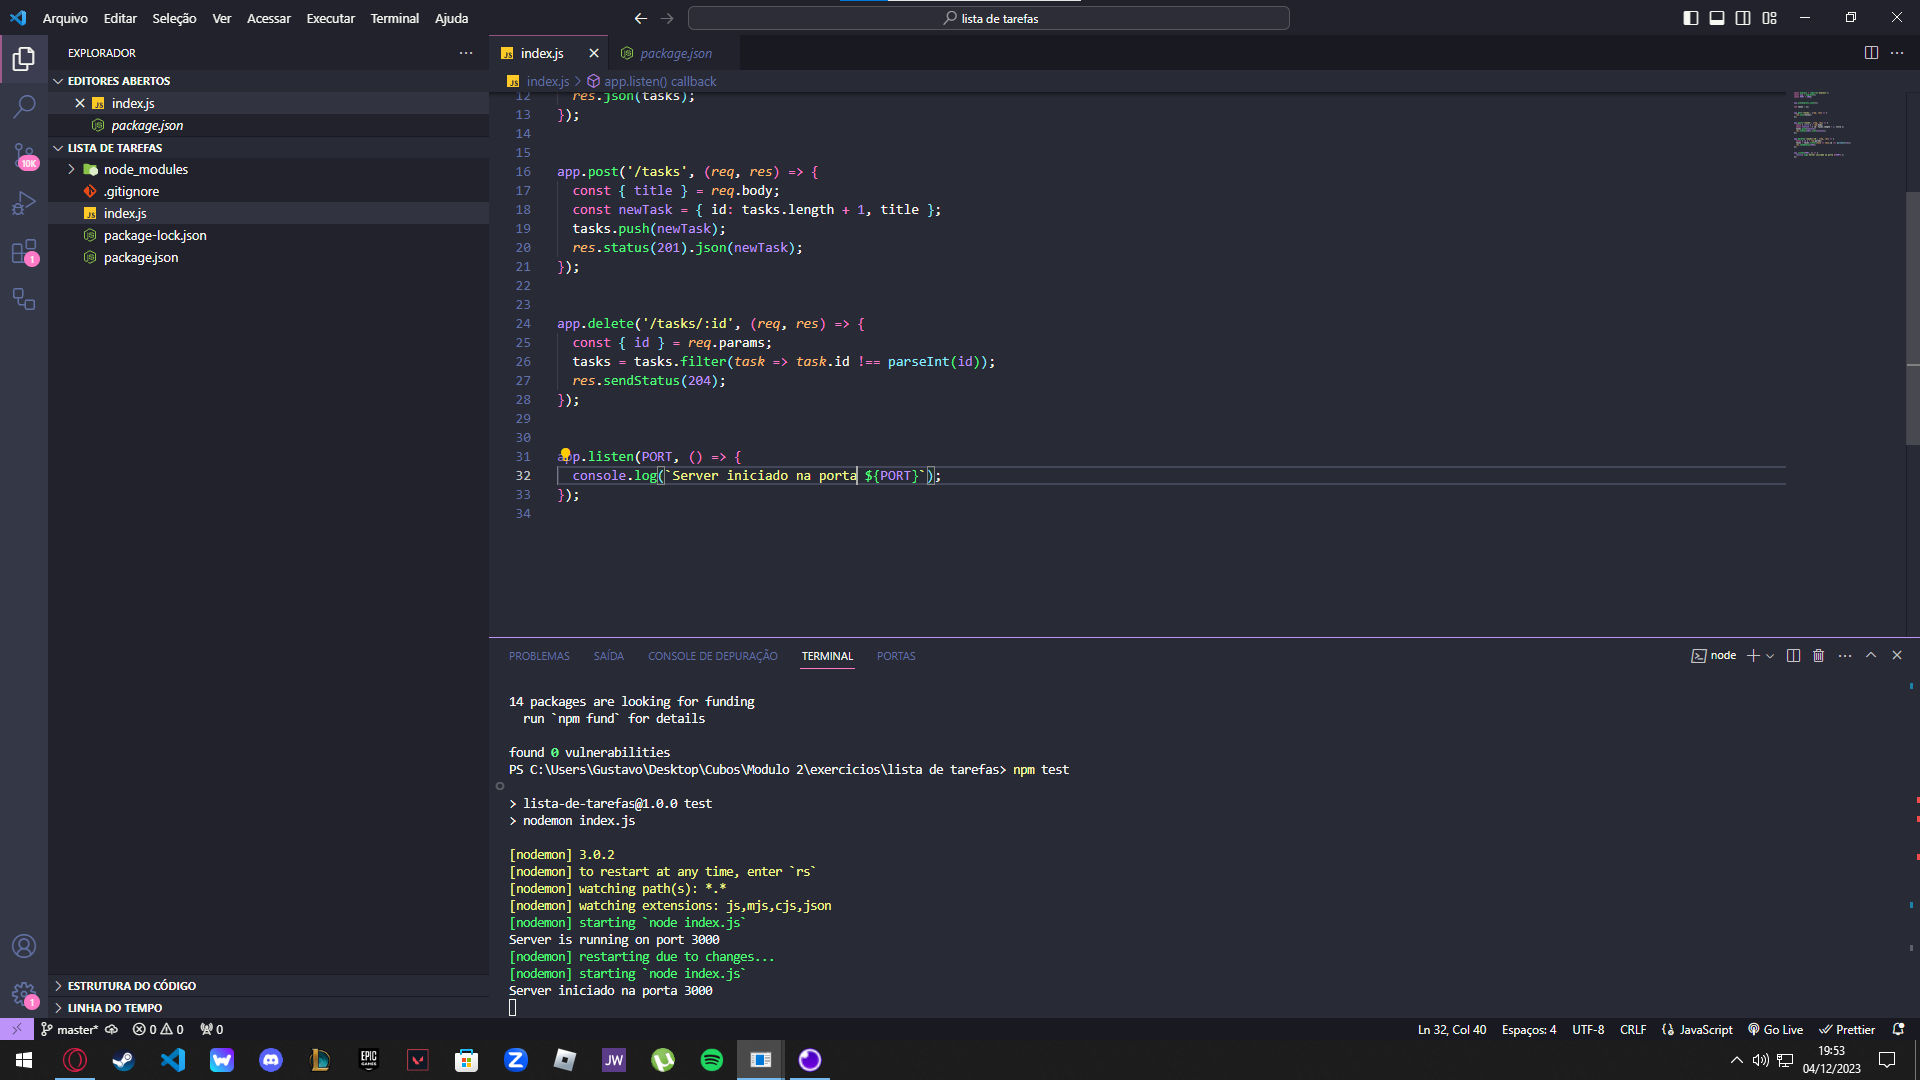 Arquivo Editar Seleção Ver Acessar Executar Terminal Ajuda
lista de tarefas
EXPLORADOR
EDITORES ABERTOS
index.js
package.json
LISTA DE TAREFAS
node_modules
.gitignore
index.js
package-lock.json
package.json
ESTRUTURA DO CÓDIGO
LINHA DO TEMPO
10K
1
1
index.js
package.json
index.js > app.listen() callback
12 res.json(tasks);
13 });
14
15
16 app.post('/tasks', (req, res) => {
17 const { title } = req.body;
18 const newTask = { id: tasks.length + 1, title };
19 tasks.push(newTask);
20 res.status(201).json(newTask);
21 });
22
23
24 app.delete('/tasks/:id', (req, res) => {
25 const { id } = req.params;
26 tasks = tasks.filter(task => task.id !== parseInt(id));
27 res.sendStatus(204);
28 });
29
30
31 app.listen(PORT, () => {
32 console.log(`Server iniciado na porta ${PORT}`);
33 });
34
PROBLEMAS SAÍDA CONSOLE DE DEPURAÇÃO TERMINAL PORTAS
node
14 packages are looking for funding
run `npm fund` for details
found 0 vulnerabilities
PS C:\Users\Gustavo\Desktop\Cubos\Modulo 2\exercicios\lista de tarefas> npm test
> lista-de-tarefas@1.0.0 test
> nodemon index.js
[nodemon] 3.0.2
[nodemon] to restart at any time, enter `rs`
[nodemon] watching path(s): *.*
[nodemon] watching extensions: js,mjs,cjs,json
[nodemon] starting `node index.js`
Server is running on port 3000
[nodemon] restarting due to changes...
[nodemon] starting `node index.js`
Server iniciado na porta 3000
master* 0 0 0
Ln 32, Col 40 Espaços: 4 UTF-8 CRLF JavaScript Go Live Prettier
EPIC GAMES
JW
19:53
04/12/2023